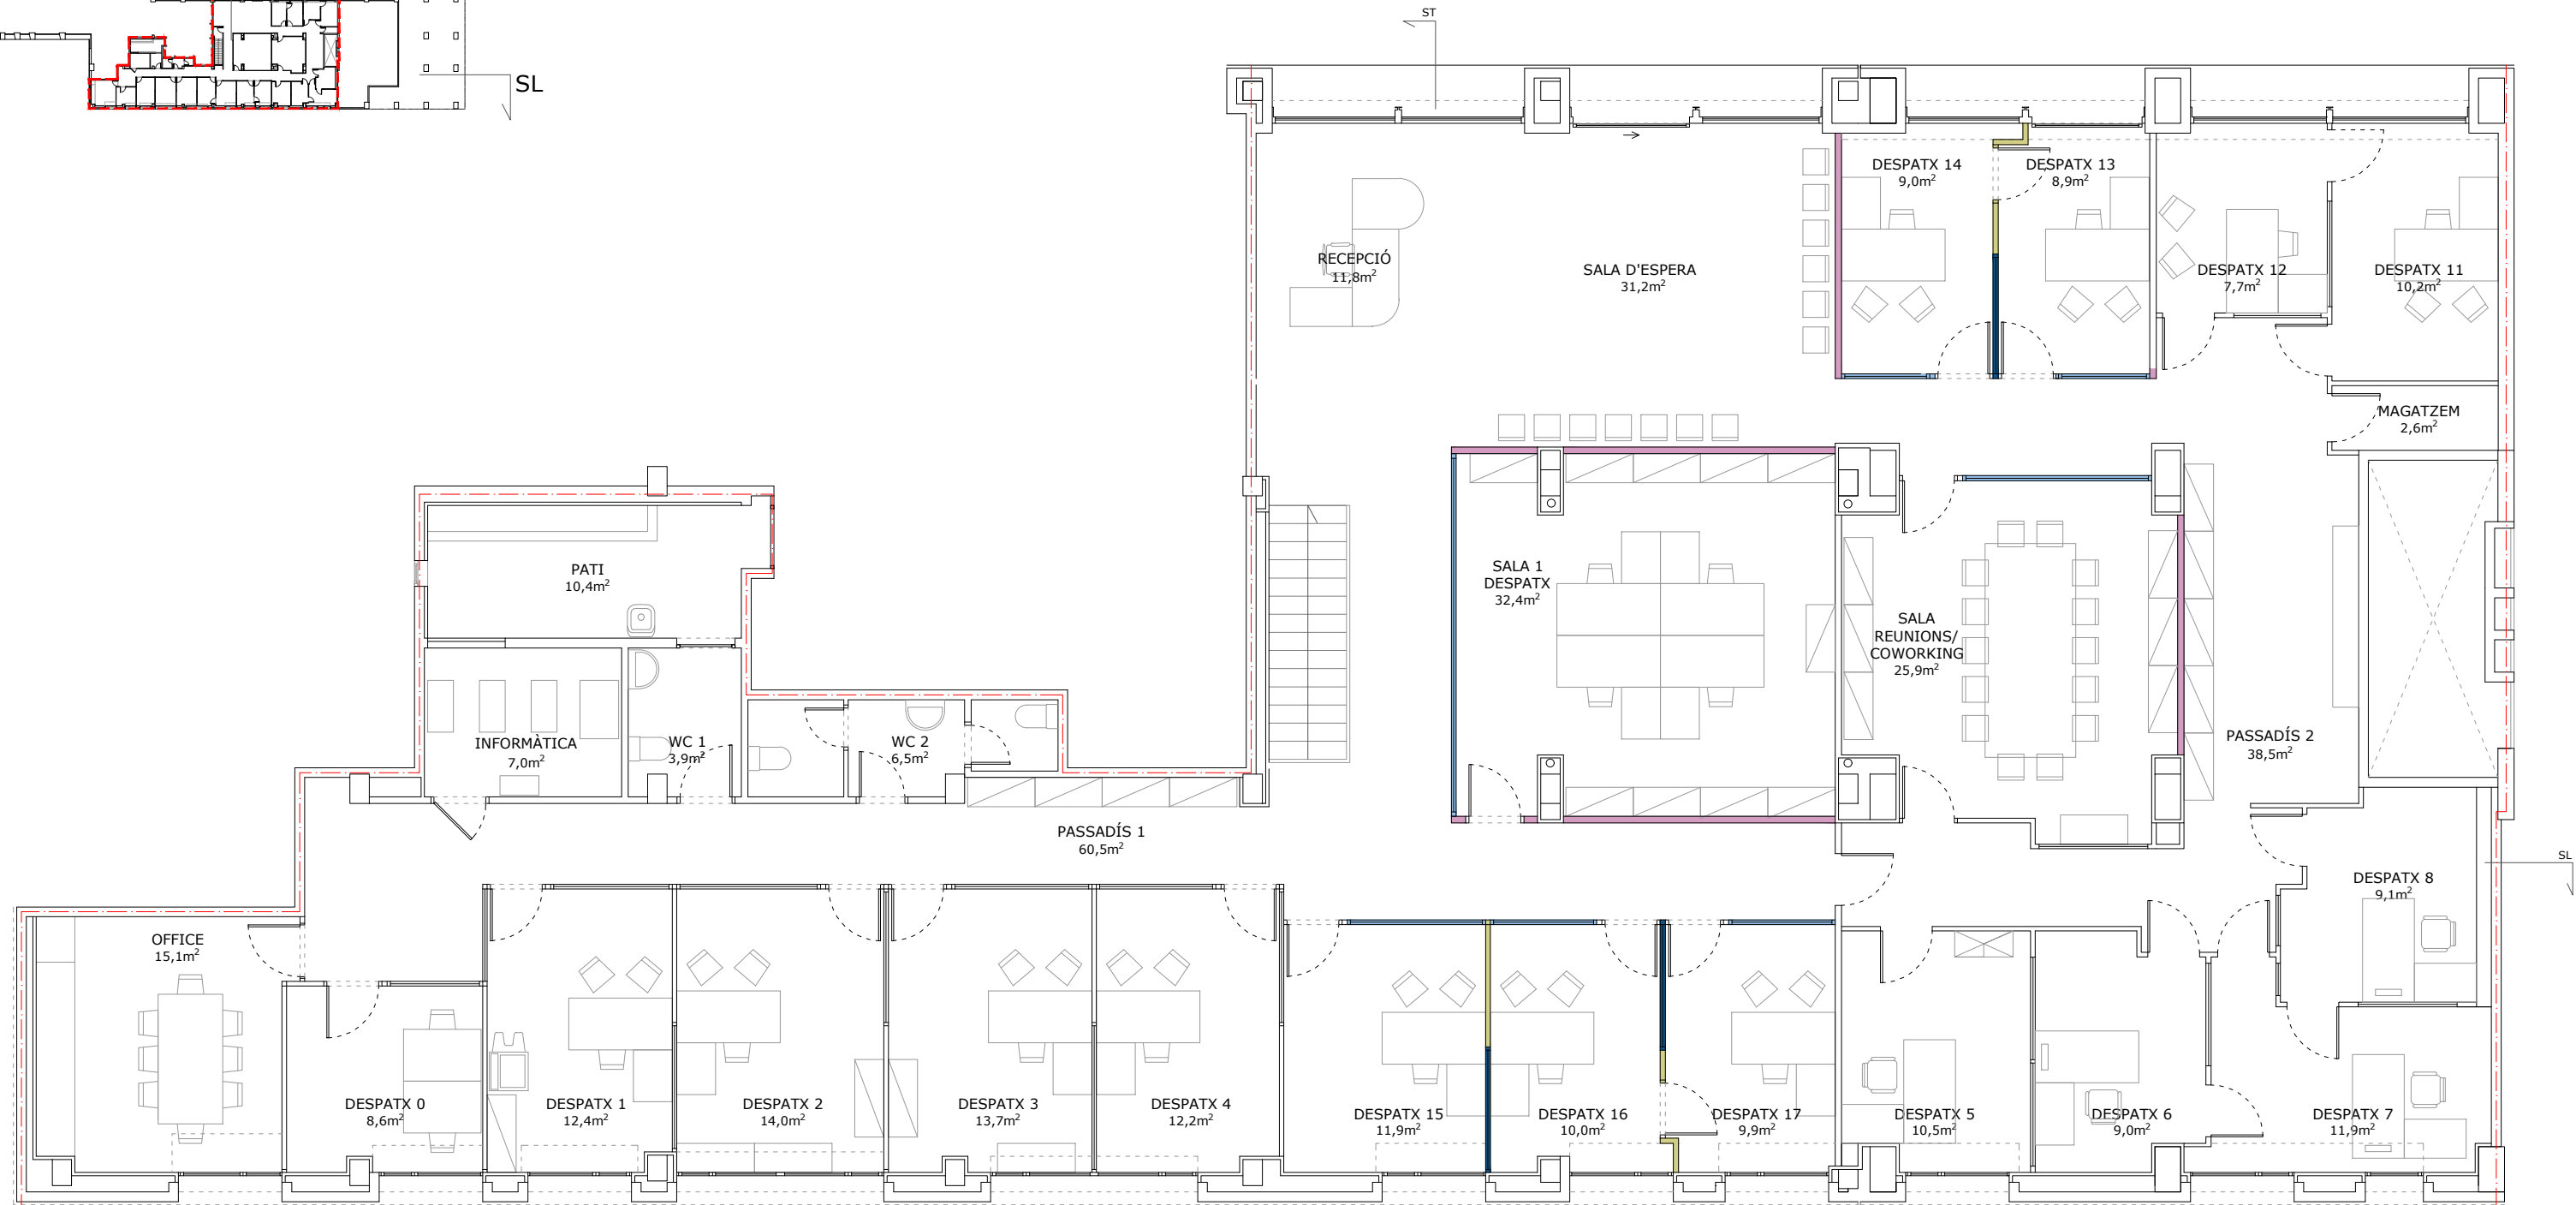 ST
SL
DESPATX 14
9,0m²
DESPATX 13
8,9m²
RECEPCIÓ
11,8m²
SALA D'ESPERA
31,2m²
DESPATX 12
7,7m²
DESPATX 11
10,2m²
MAGATZEM
2,6m²
PATI
10,4m²
SALA 1
DESPATX
32,4m²
SALA
REUNIONS/
COWORKING
25,9m²
INFORMÀTICA
7,0m²
WC 1
3,9m²
WC 2
6,5m²
PASSADÍS 2
38,5m²
PASSADÍS 1
60,5m²
SL
DESPATX 8
9,1m²
OFFICE
15,1m²
DESPATX 0
8,6m²
DESPATX 1
12,4m²
DESPATX 2
14,0m²
DESPATX 3
13,7m²
DESPATX 4
12,2m²
DESPATX 15
11,9m²
DESPATX 16
10,0m²
DESPATX 17
9,9m²
DESPATX 5
10,5m²
DESPATX 6
9,0m²
DESPATX 7
11,9m²